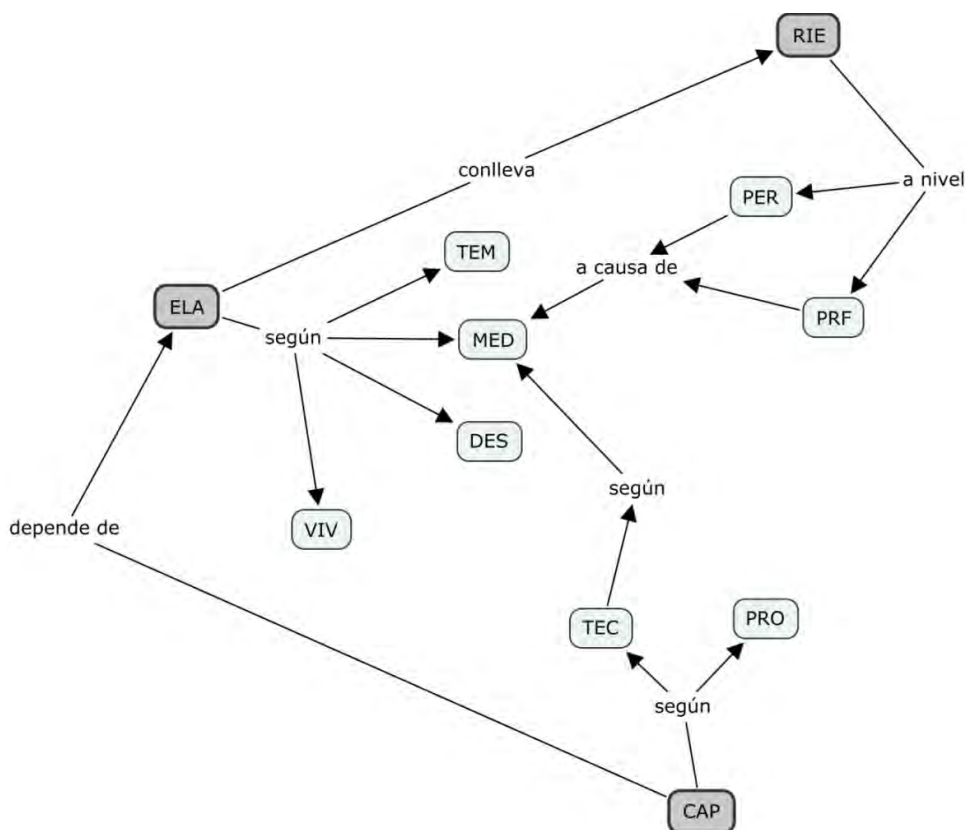 RIE
conlleva
a nivel
PER
TEM
a causa de
ELA
PRF
según
MED
DES
según
VIV
depende de
TEC
PRO
según
CAP